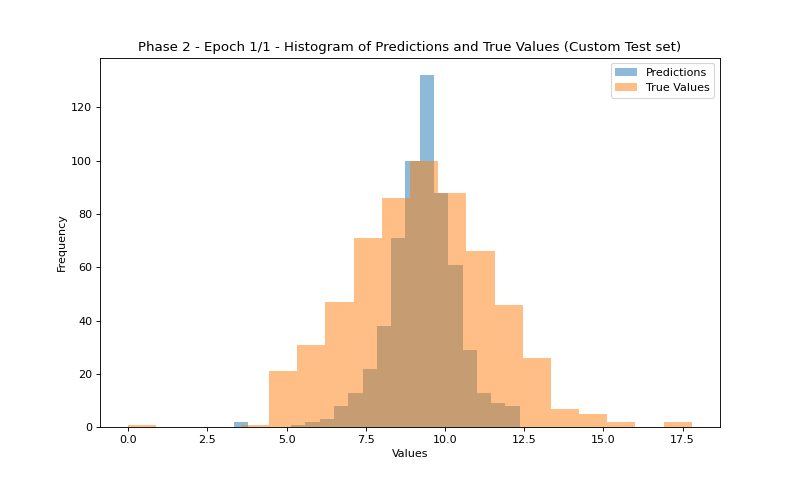 Phase 2 - Epoch 1/1 - Histogram of Predictions and True Values (Custom Test set)
Predictions
True Values
120
100
80
60
40
20
0
Frequency
0.0 2.5 5.0 7.5 10.0 12.5 15.0 17.5
Values